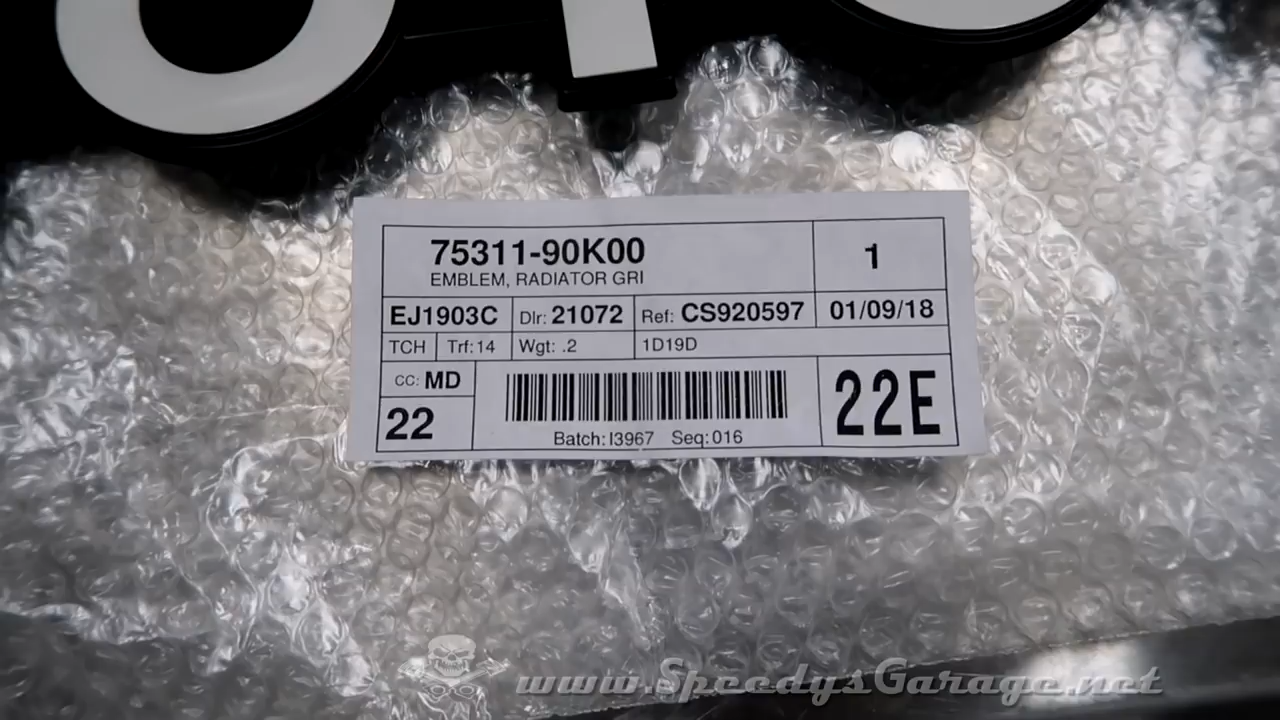 75311-90K00 1
EMBLEM, RADIATOR GRI
EJ1903C Dlr: 21072 Ref: CS920597 01/09/18
TCH Trf: 14 Wgt: .2 1D19D
CC: MD
22 22E
Batch: I3967 Seq: 016
www.SpeedysGarage.net